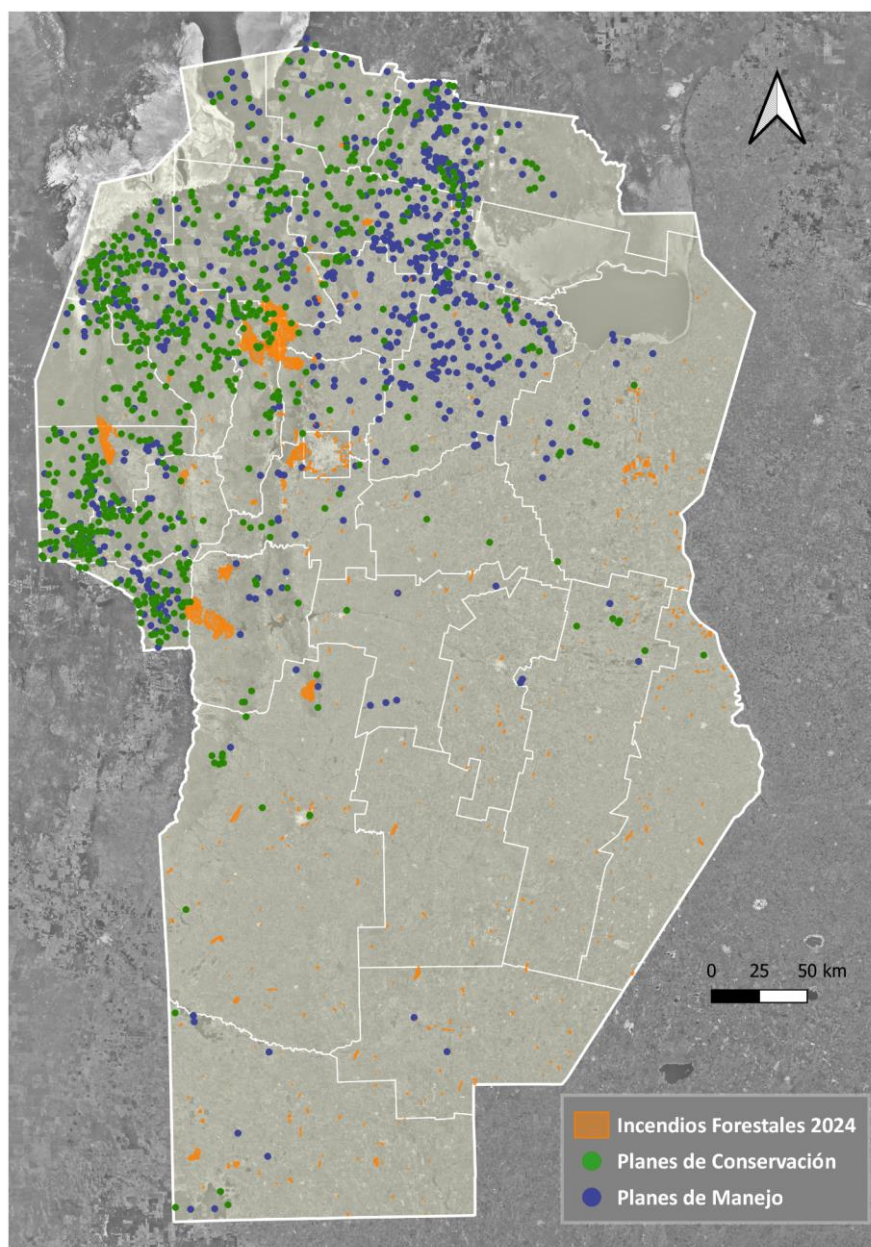 0 25 50 km
Incendios Forestales 2024
Planes de Conservación
Planes de Manejo